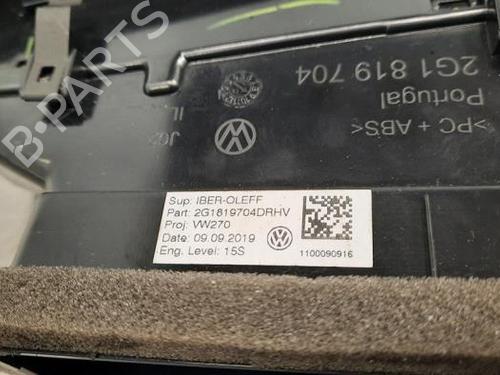 2G1 819 704
Portugal
>PC + ABS<
Sup: IBER-OLEFF
Part: 2G1819704DRHV
Proj: VW270
Date: 09.09.2019
Eng. Level: 15S
1100090916
B-PARTS